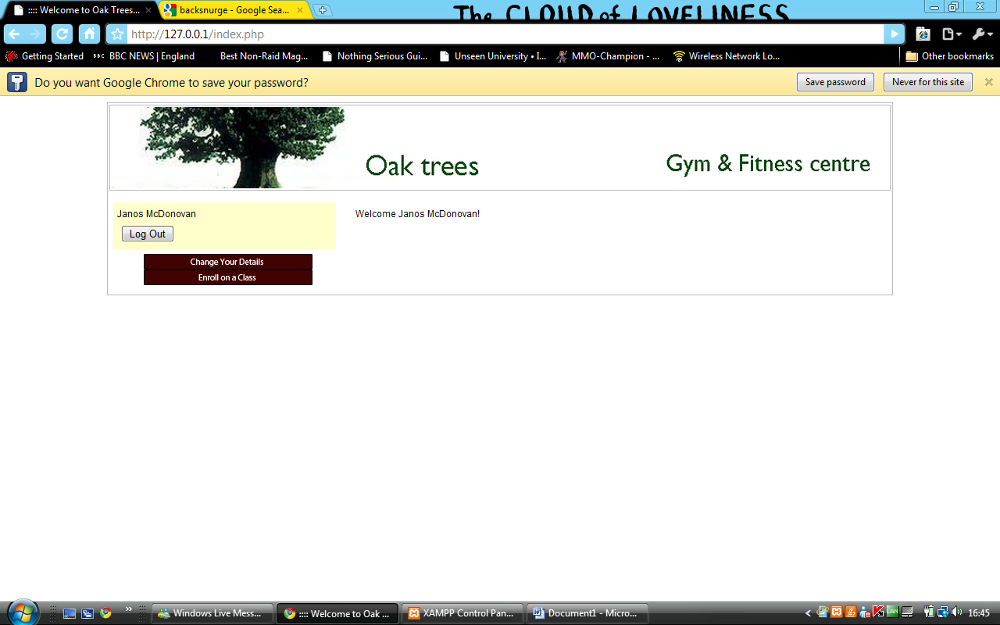 The CLOUD of LOVELINESS
:::: Welcome to Oak Trees... backsnurge - Google Sea...
http://127.0.0.1/index.php
Getting Started BBC BBC NEWS | England Best Non-Raid Mag... Nothing Serious Gui... Unseen University • I... MMO-Champion - ... Wireless Network Lo... Other bookmarks
Do you want Google Chrome to save your password? Save password Never for this site
Oak trees Gym & Fitness centre
Janos McDonovan Welcome Janos McDonovan!
Log Out
Change Your Details
Enroll on a Class
Windows Live Mess... :::: Welcome to Oak ... XAMPP Control Pan... Document1 - Micro... 16:45